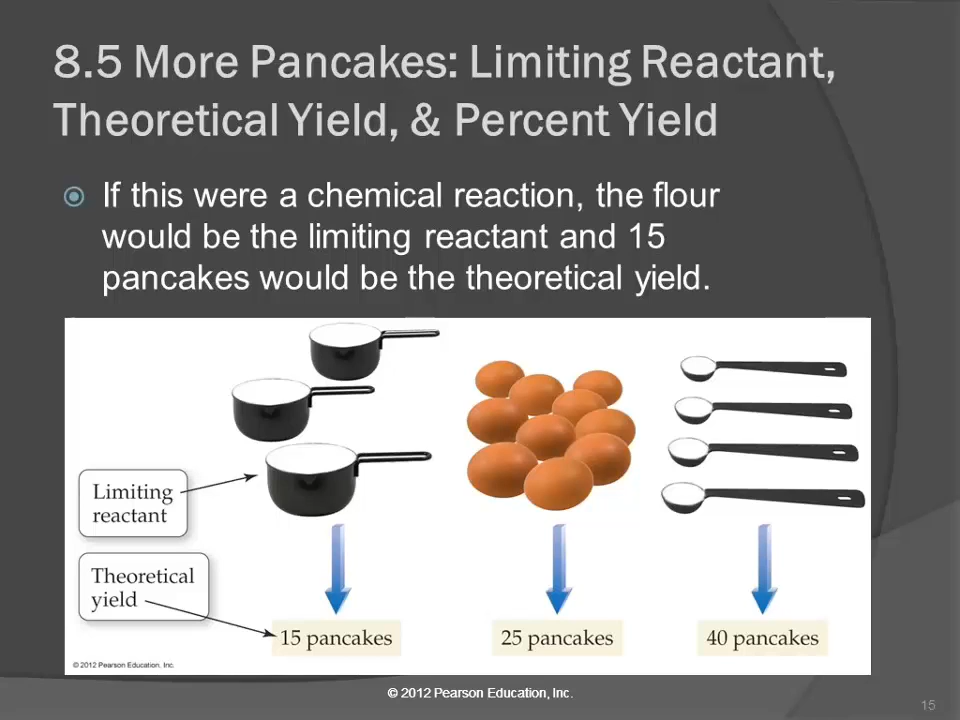 8.5 More Pancakes: Limiting Reactant,
Theoretical Yield, & Percent Yield
If this were a chemical reaction, the flour
would be the limiting reactant and 15
pancakes would be the theoretical yield.
Limiting
reactant
Theoretical
yield
15 pancakes
25 pancakes
40 pancakes
© 2012 Pearson Education, Inc.
© 2012 Pearson Education, Inc.
15